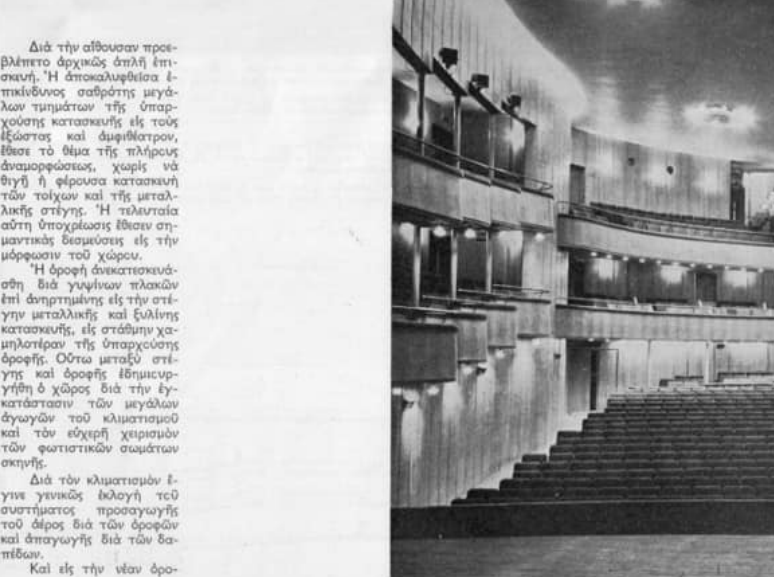 Διὰ τὴν αἴθουσαν προε-
βλέπετο ἀρχικῶς ἁπλῆ ἐπι-
σκευή. Ἡ ἀποκαλυφθεῖσα ἐ-
πικίνδυνος σαθρότης μεγά-
λων τμημάτων τῆς ὑπαρ-
χούσης κατασκευῆς εἰς τοὺς
ἐξώστας καὶ ἀμφιθέατρον,
ἔθεσε τὸ θέμα τῆς πλήρους
ἀναμορφώσεως, χωρὶς νὰ
θιγῇ ἡ φέρουσα κατασκευὴ
τῶν τοίχων καὶ τῆς μεταλ-
λικῆς στέγης. Ἡ τελευταία
αὕτη ὑποχρέωσις ἔθεσεν ση-
μαντικὰς δεσμεύσεις εἰς τὴν
μόρφωσιν τοῦ χώρου.
Ἡ ὀροφὴ ἀνεκατεσκευά-
σθη διὰ γυψίνων πλακῶν
ἐπὶ ἀνηρτημένης εἰς τὴν στέ-
γην μεταλλικῆς καὶ ξυλίνης
κατασκευῆς, εἰς στάθμην χα-
μηλοτέραν τῆς ὑπαρχούσης
ὀροφῆς. Οὕτω μεταξὺ στέ-
γης καὶ ὀροφῆς ἐδημιουρ-
γήθη ὁ χῶρος διὰ τὴν ἐγ-
κατάστασιν τῶν μεγάλων
ἀγωγῶν τοῦ κλιματισμοῦ
καὶ τὸν εὐχερῆ χειρισμὸν
τῶν φωτιστικῶν σωμάτων
σκηνῆς.
Διὰ τὸν κλιματισμὸν ἔ-
γινε γενικῶς ἐκλογὴ τοῦ
συστήματος προσαγωγῆς
τοῦ ἀέρος διὰ τῶν ὀροφῶν
καὶ ἀπαγωγῆς διὰ τῶν δα-
πέδων.
Καὶ εἰς τὴν νέαν ὀρο-